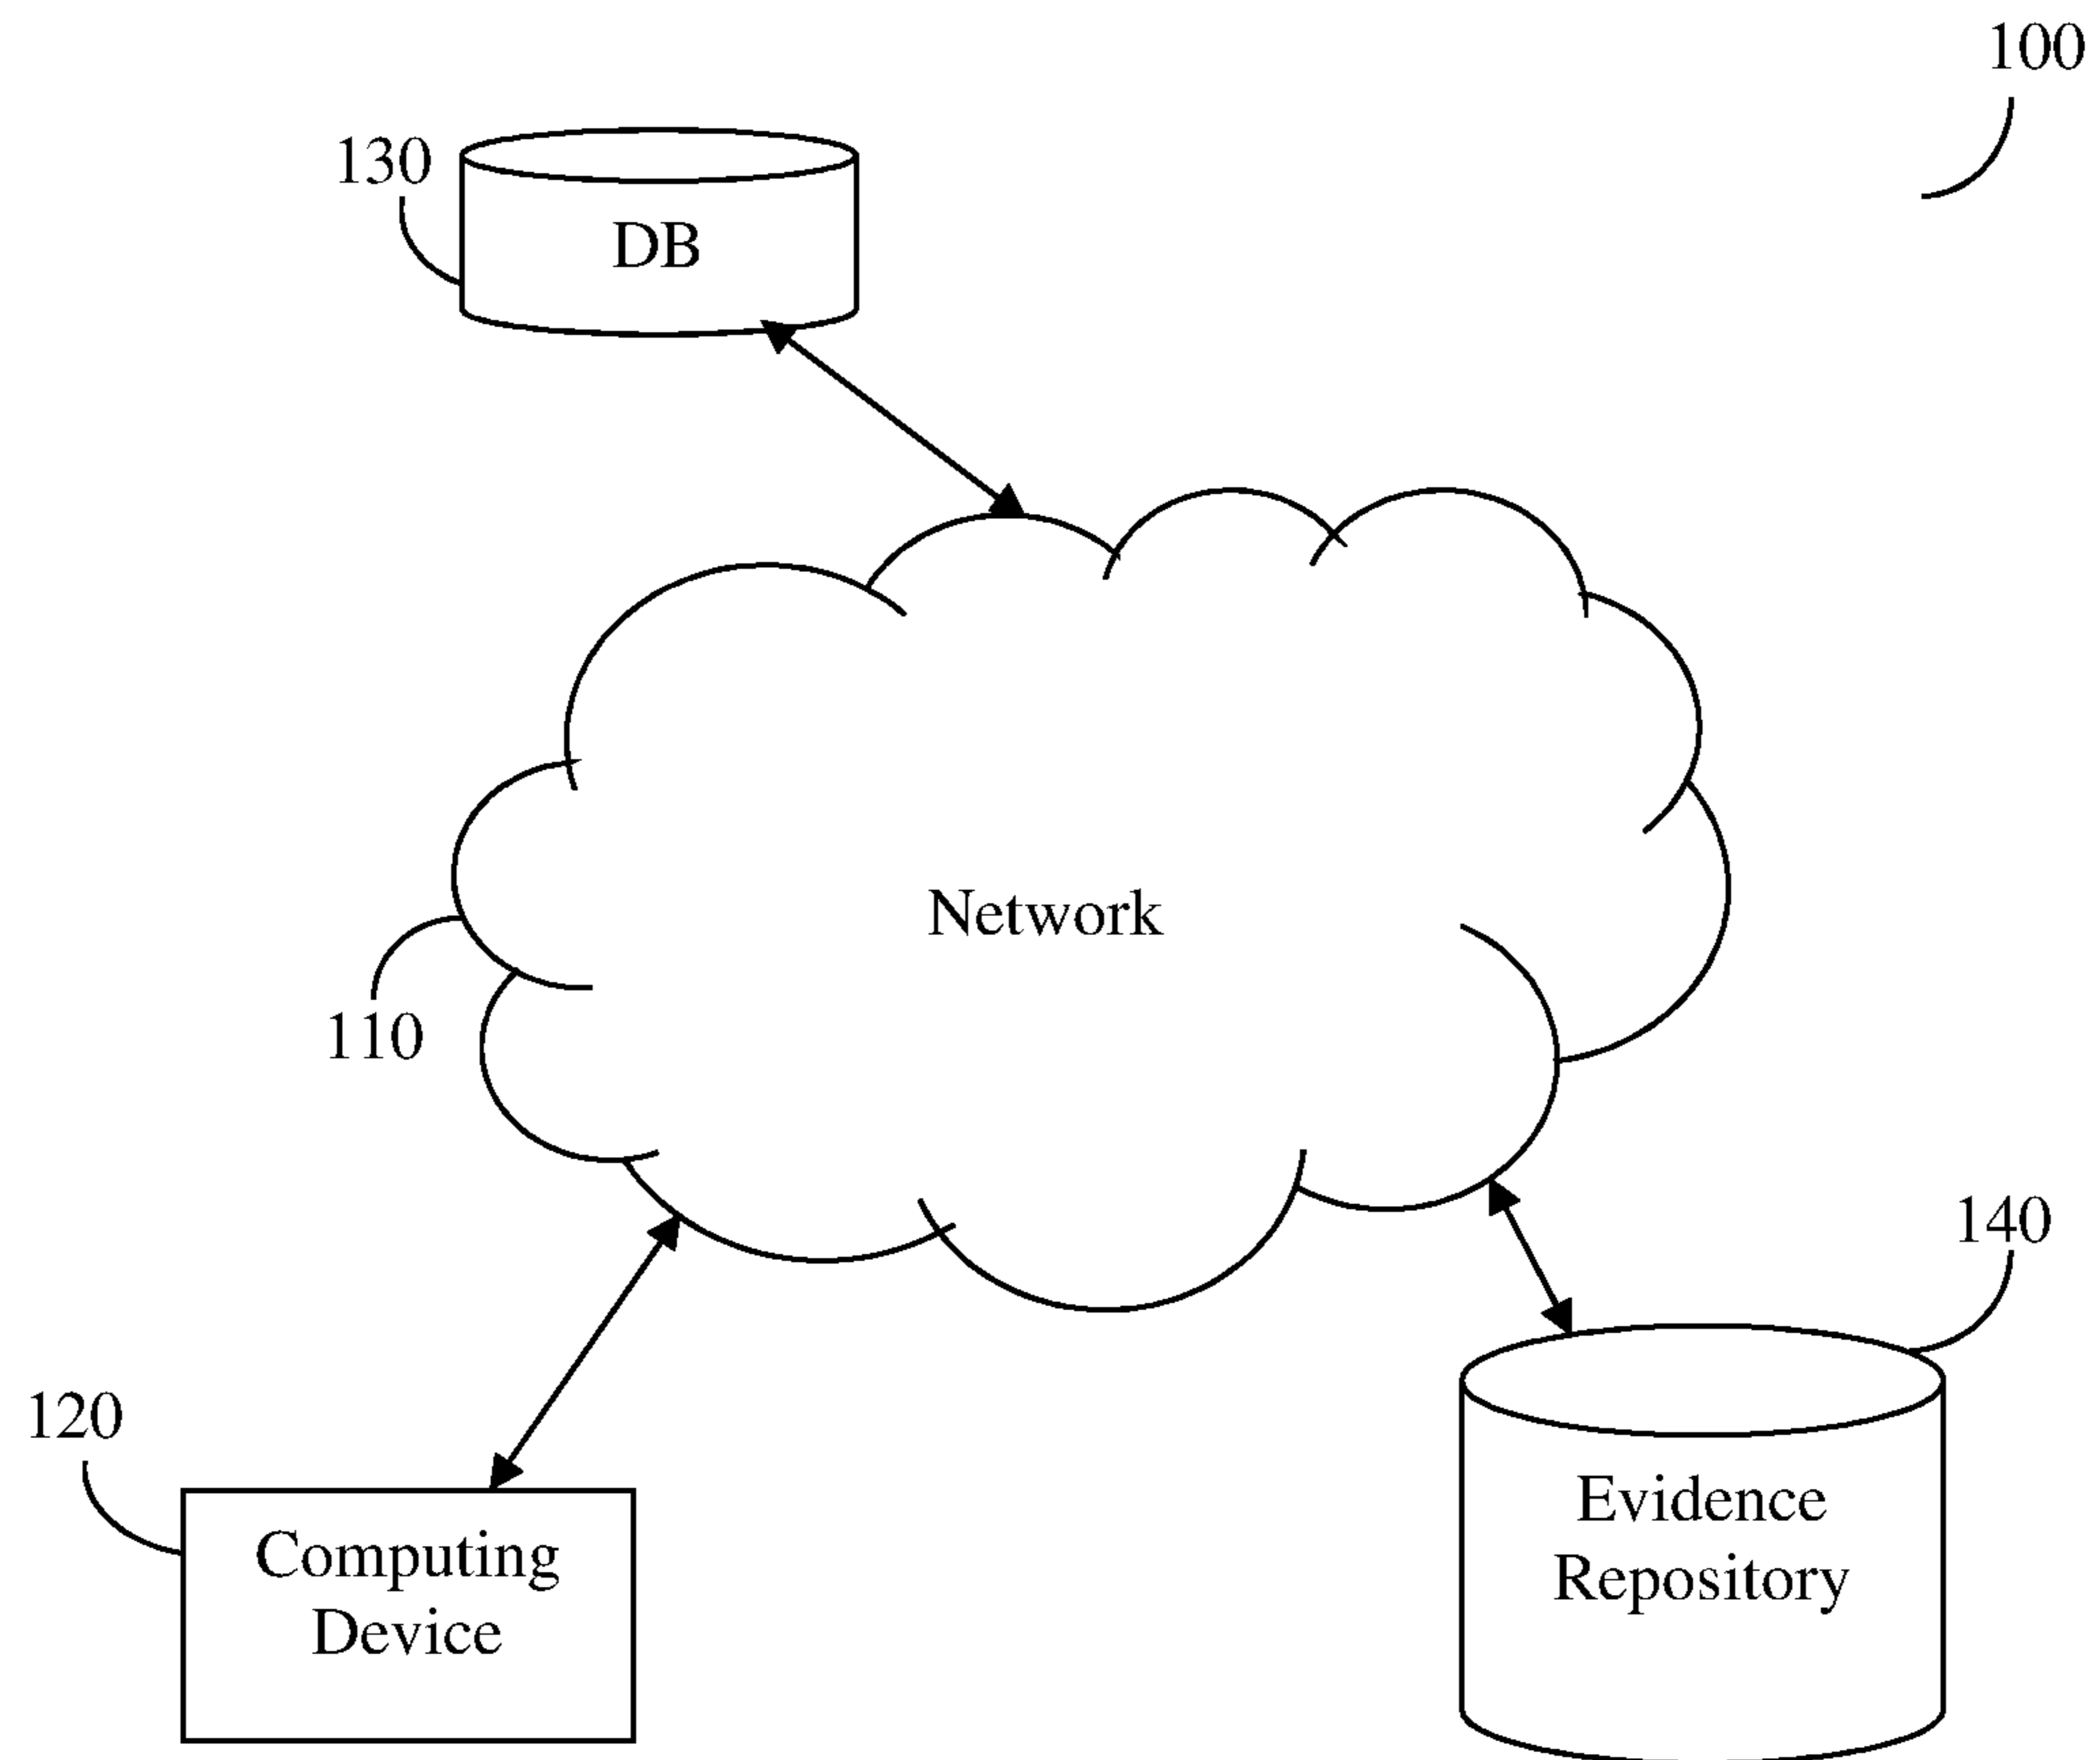 100
130
DB
Network
110
140
120
Evidence
Repository
Computing
Device